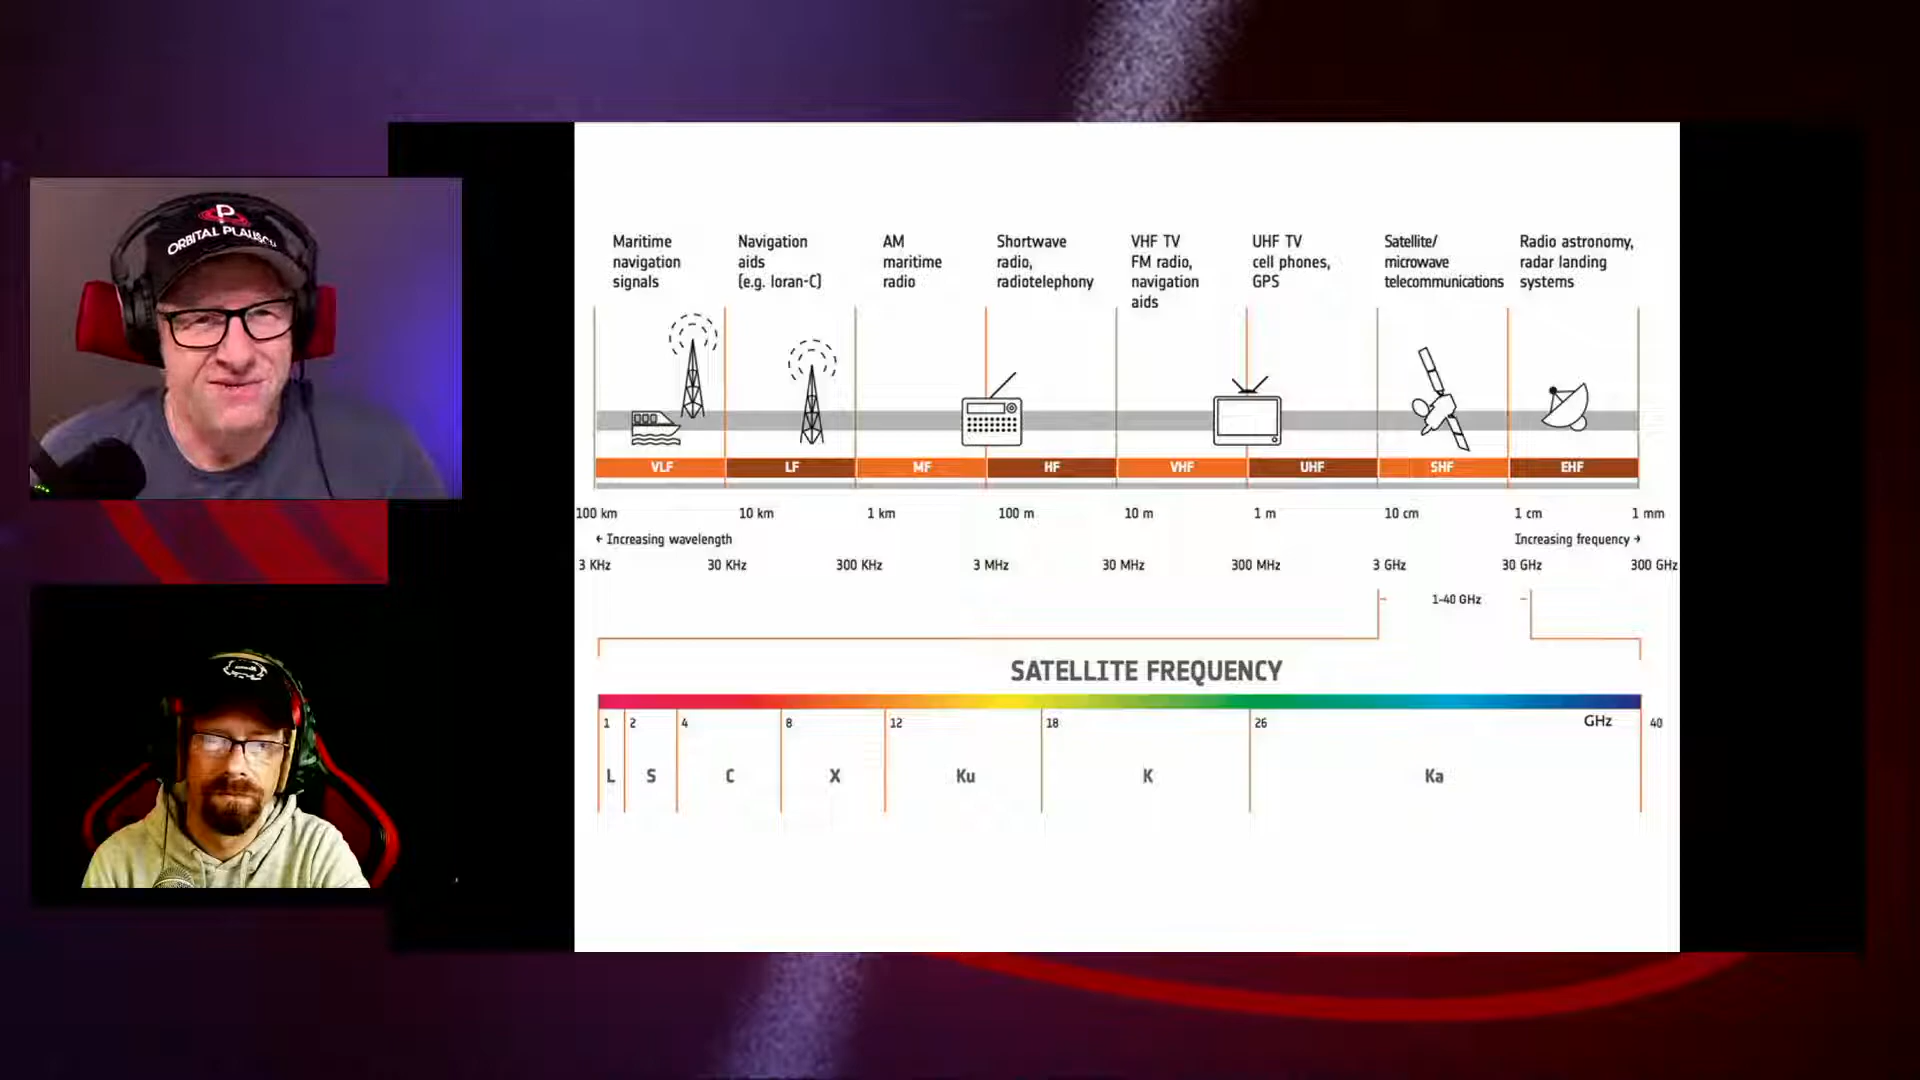 P
ORBITAL PLAUSCH
Maritime
navigation
signals
Navigation
aids
(e.g. loran-C)
AM
maritime
radio
Shortwave
radio,
radiotelephony
VHF TV
FM radio,
navigation
aids
UHF TV
cell phones,
GPS
Satellite/
microwave
telecommunications
Radio astronomy,
radar landing
systems
VLF LF MF HF VHF UHF SHF EHF
100 km 10 km 1 km 100 m 10 m 1 m 10 cm 1 cm 1 mm
← Increasing wavelength Increasing frequency →
3 KHz 30 KHz 300 KHz 3 MHz 30 MHz 300 MHz 3 GHz 30 GHz 300 GHz
1-40 GHz
SATELLITE FREQUENCY
1 2 4 8 12 18 26 GHz 40
L S C X Ku K Ka